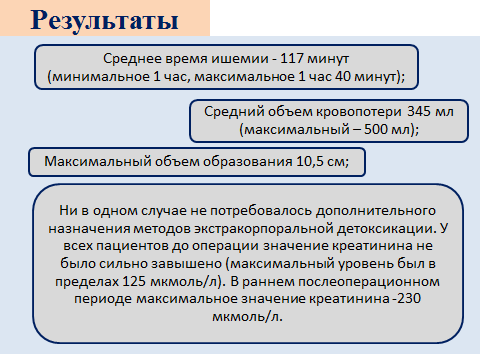 Результаты
Среднее время ишемии - 117 минут
(минимальное 1 час, максимальное 1 час 40 минут);
Средний объем кровопотери 345 мл
(максимальный – 500 мл);
Максимальный объем образования 10,5 см;
Ни в одном случае не потребовалось дополнительного
назначения методов экстракорпоральной детоксикации. У
всех пациентов до операции значение креатинина не
было сильно завышено (максимальный уровень был в
пределах 125 мкмоль/л). В раннем послеоперационном
периоде максимальное значение креатинина -230
мкмоль/л.